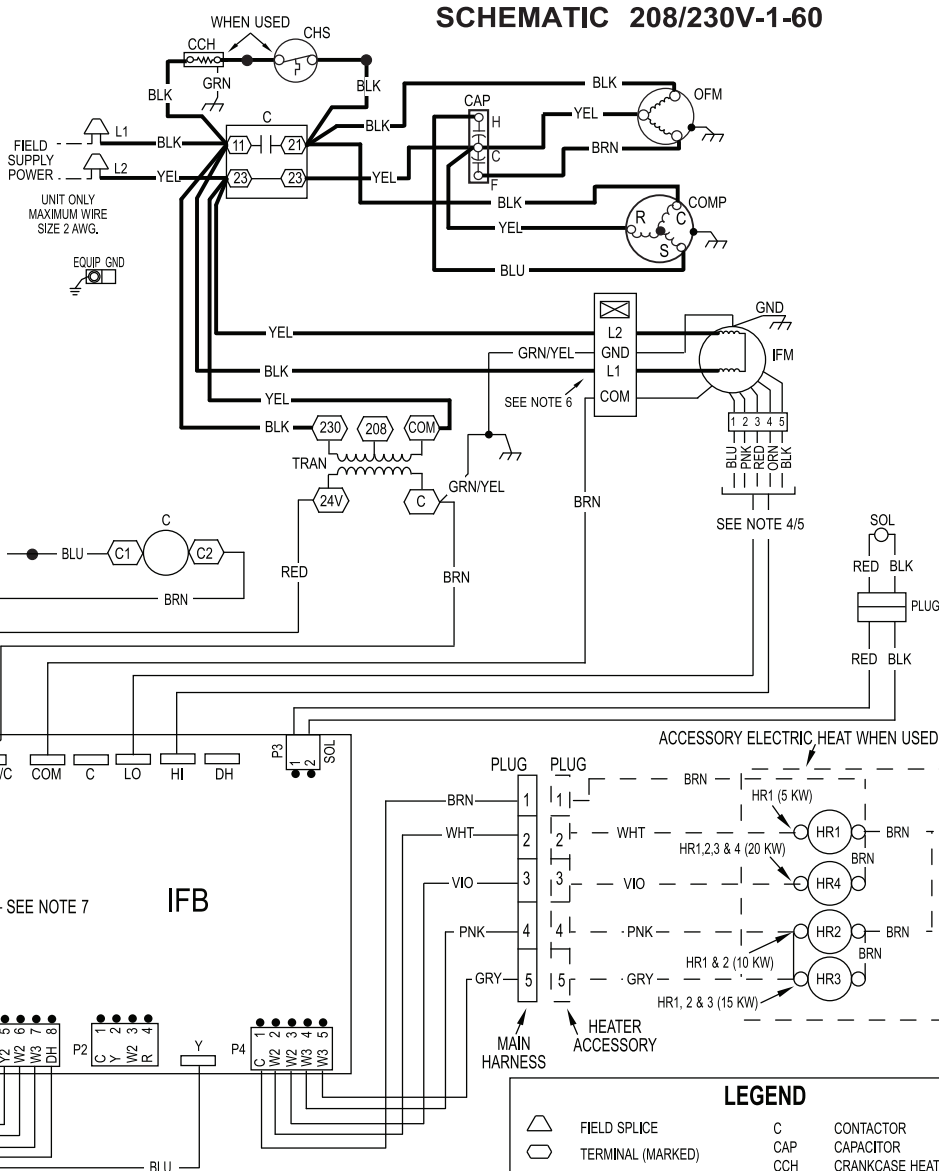 SCHEMATIC 208/230V-1-60
WHEN USED
CCH
CHS
GRN
BLK
BLK
BLK
OFM
CAP
C
BLK
H
YEL
L1
BLK
11
21
FIELD
SUPPLY
POWER
L2
YEL
23
23
YEL
C
BRN
F
UNIT ONLY
MAXIMUM WIRE
SIZE 2 AWG.
BLK
COMP
R
C
S
YEL
EQUIP GND
BLU
GND
YEL
L2
GRN/YEL
GND
IFM
BLK
L1
SEE NOTE 6
COM
YEL
BLK
230
208
COM
1 2 3 4 5
BLU
PNK
RED
ORN
BLK
TRAN
24V
C
GRN/YEL
BRN
SEE NOTE 4/5
C
SOL
BLU
C1
C2
RED
BRN
RED BLK
BRN
PLUG
RED BLK
P3
1
2
SOL
/C
COM
C
LO
HI
DH
ACCESSORY ELECTRIC HEAT WHEN USED
PLUG
PLUG
BRN
BRN
1
1
HR1 (5 KW)
WHT
2
2
WHT
HR1
BRN
HR1,2,3 & 4 (20 KW)
BRN
VIO
3
3
VIO
HR4
SEE NOTE 7
IFB
PNK
4
4
PNK
HR2
BRN
HR1 & 2 (10 KW)
BRN
GRY
5
5
GRY
HR3
HR1, 2 & 3 (15 KW)
MAIN
HARNESS
HEATER
ACCESSORY
5 6 7 8
Y2
W2
W3
DH
P2
1 2 3 4
C
Y
W2
R
Y
P4
1 2 3 4 5
C
W2
W2
W3
W3
BLU
LEGEND
FIELD SPLICE
C CONTACTOR
TERMINAL (MARKED)
CAP CAPACITOR
CCH CRANKCASE HEAT